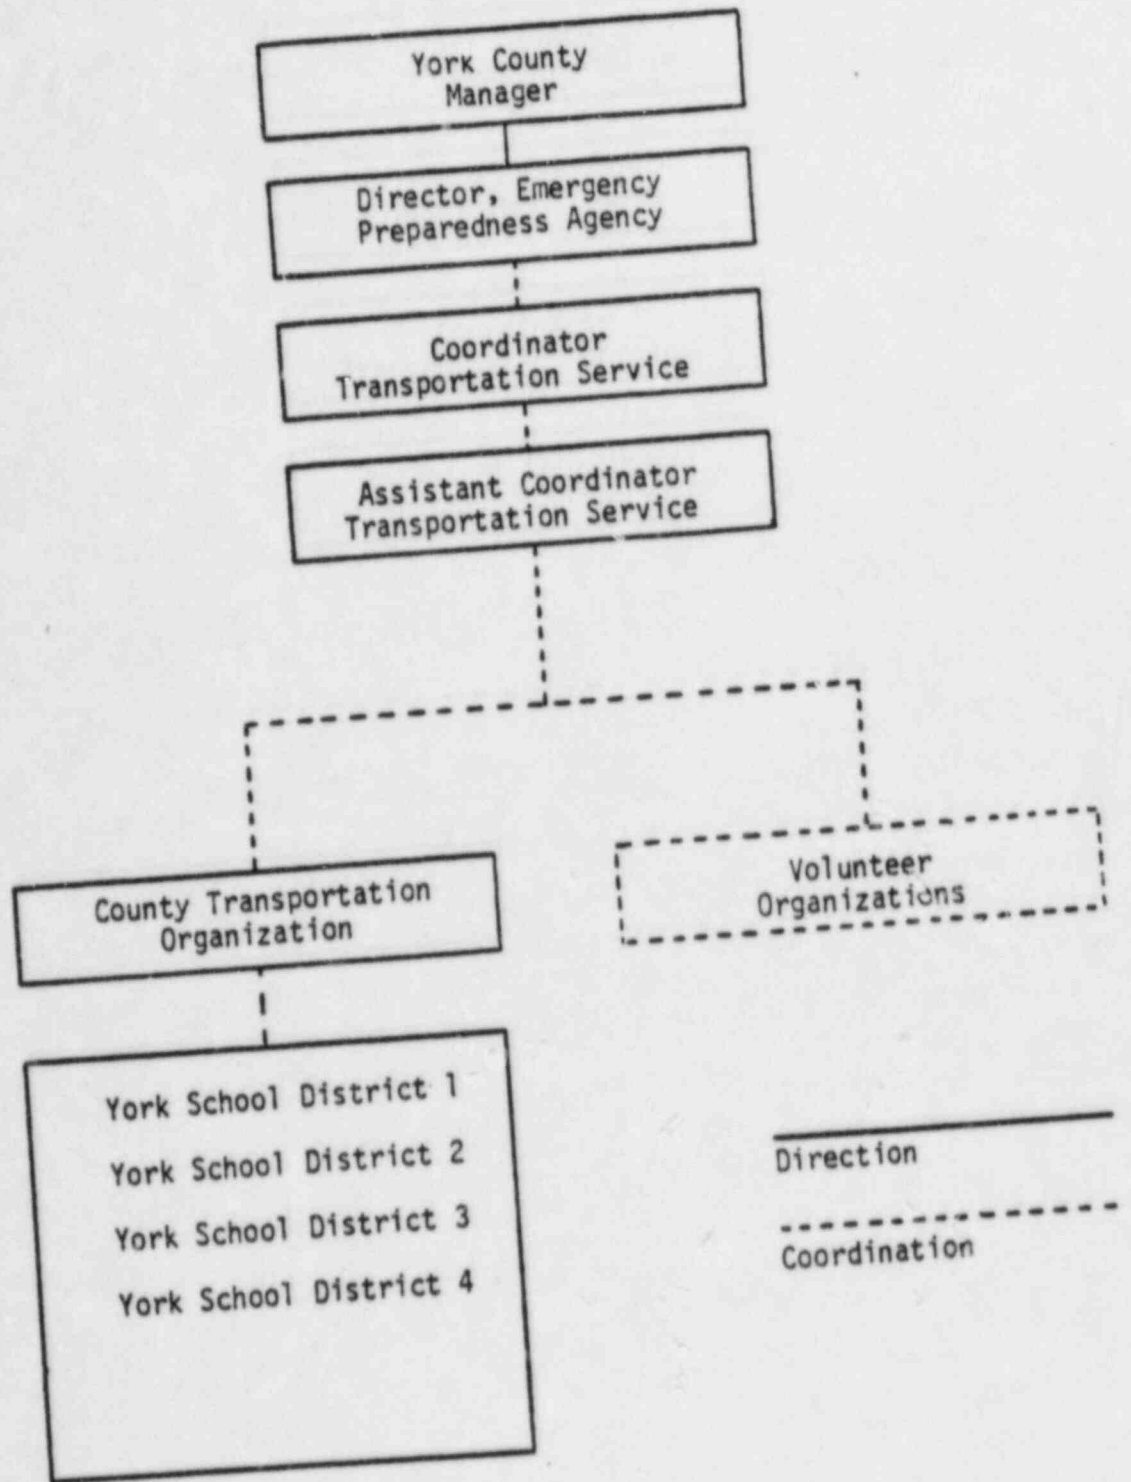 York County
Manager
Director, Emergency
Preparedness Agency
Coordinator
Transportation Service
Assistant Coordinator
Transportation Service
County Transportation
Organization
Volunteer
Organizations
York School District 1
York School District 2
York School District 3
York School District 4
Direction
Coordination